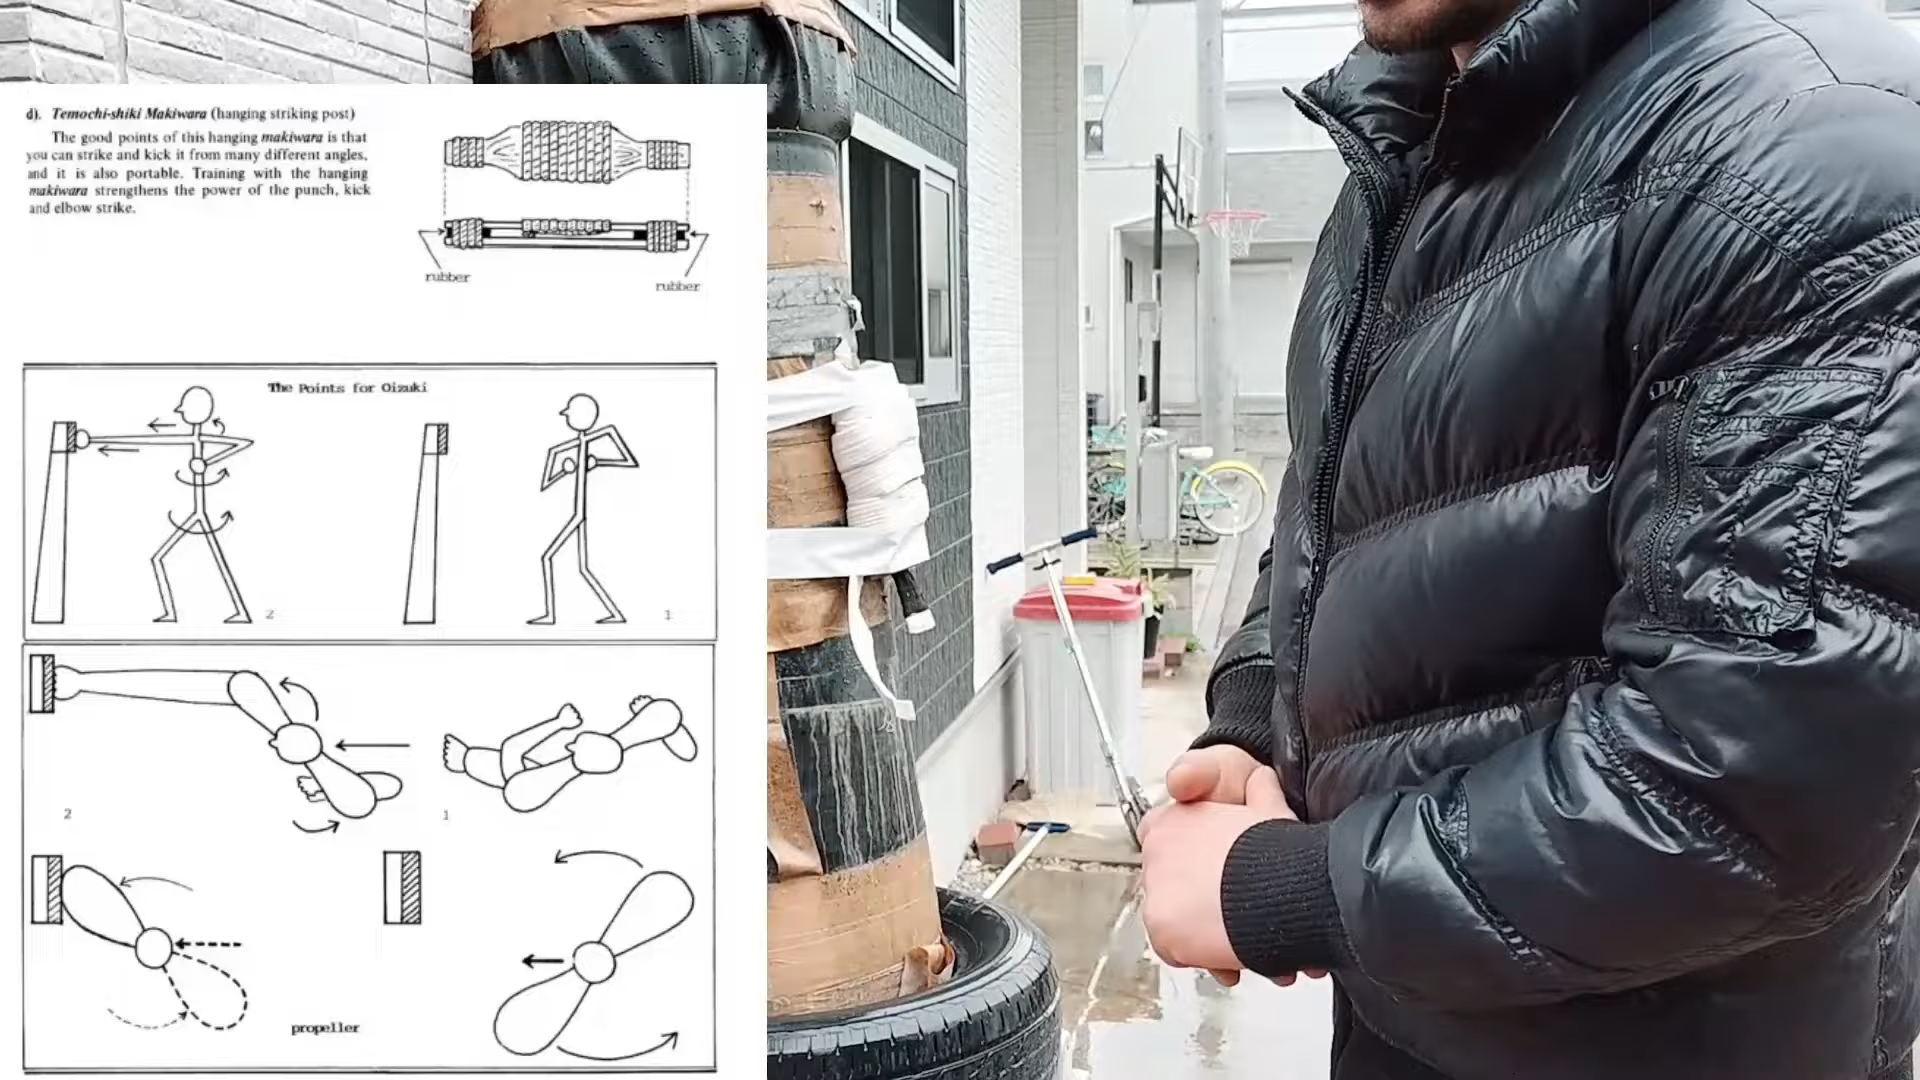 d). Temochi-shiki Makiwara (hanging striking post)
The good points of this hanging makiwara is that
you can strike and kick it from many different angles,
and it is also portable. Training with the hanging
makiwara strengthens the power of the punch, kick
and elbow strike.
rubber
rubber
The Points for Oizuki
2
1
2
1
propeller